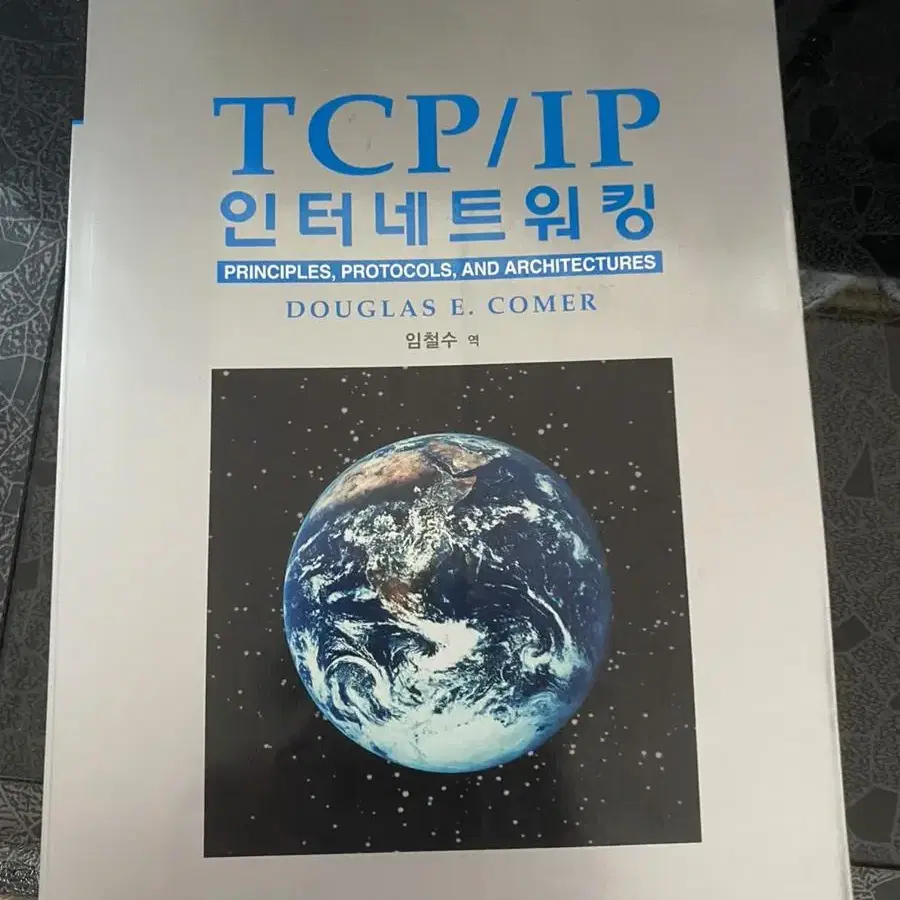 TCP/IP
인터네트워킹
PRINCIPLES, PROTOCOLS, AND ARCHITECTURES
DOUGLAS E. COMER
임철수 역